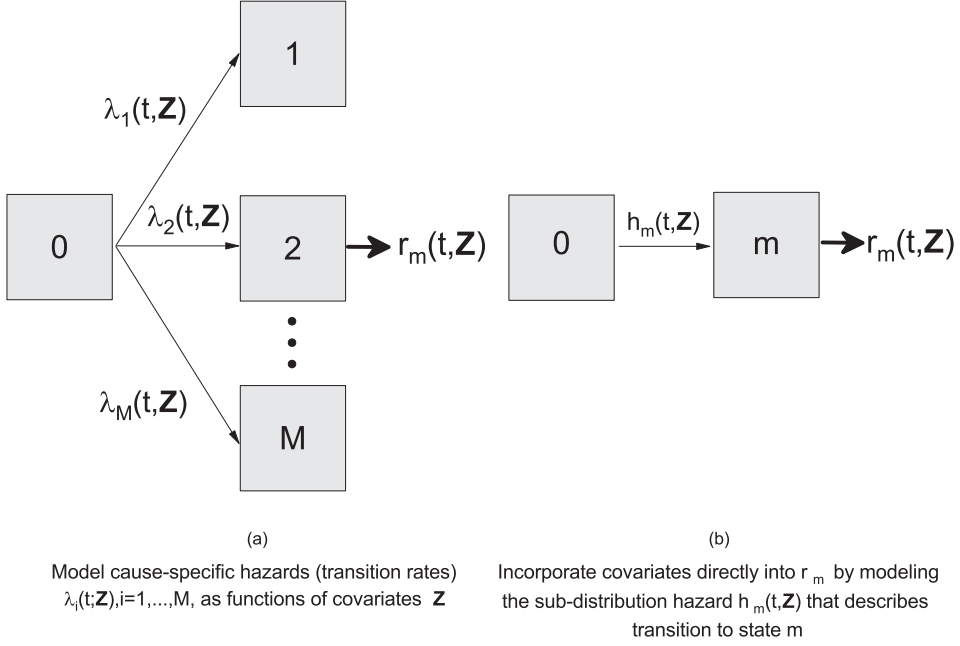 1
λ1(t,Z)
0
λ2(t,Z)
2
rm(t,Z)
λM(t,Z)
M
0
hm(t,Z)
m
rm(t,Z)
(a)
Model cause-specific hazards (transition rates)
λi(t;Z),i=1,...,M, as functions of covariates Z
(b)
Incorporate covariates directly into r m by modeling
the sub-distribution hazard h m(t,Z) that describes
transition to state m